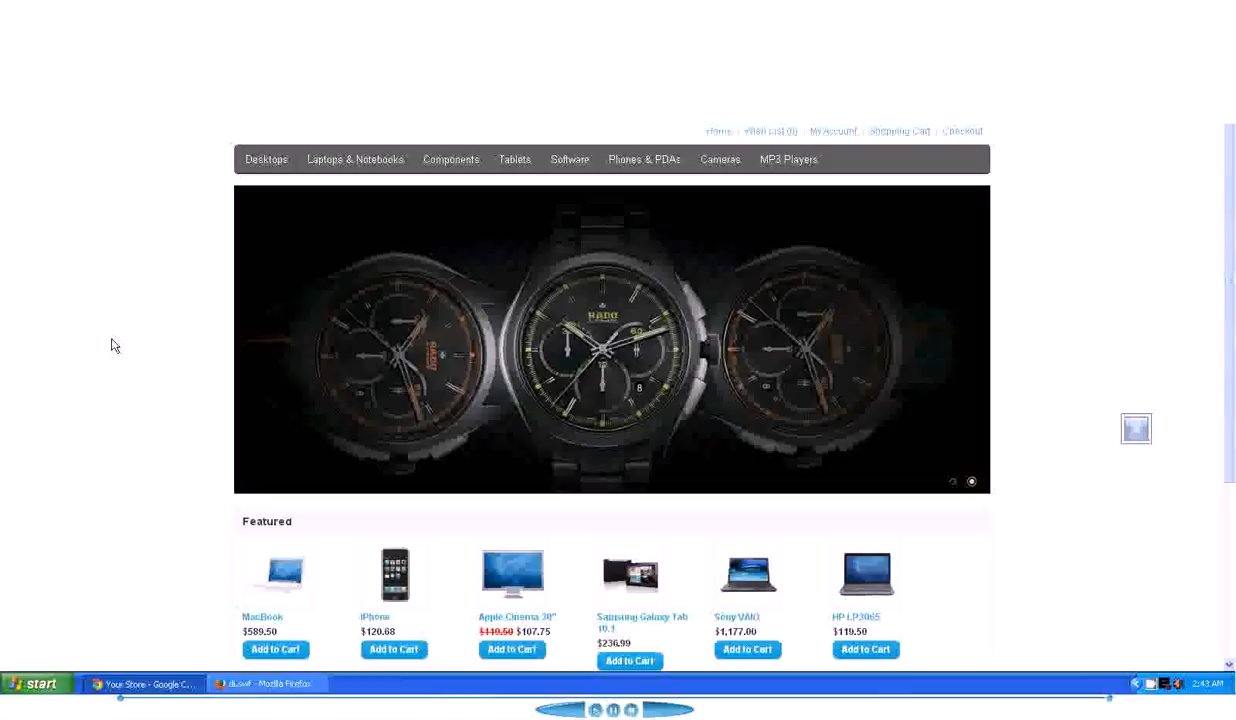 Home | Wish List (0) | My Account | Shopping Cart | Checkout
Desktops Laptops & Notebooks Components Tablets Software Phones & PDAs Cameras MP3 Players
RADO
8
Featured
MacBook iPhone Apple Cinema 30" Samsung Galaxy Tab Sony VAIO HP LP3065
10.1
$589.50 $120.68 $119.50 $107.75 $236.99 $1,177.00 $119.50
Add to Cart Add to Cart Add to Cart Add to Cart Add to Cart Add to Cart
start Your Store - Google C... - Mozilla Firefox 2:43 AM